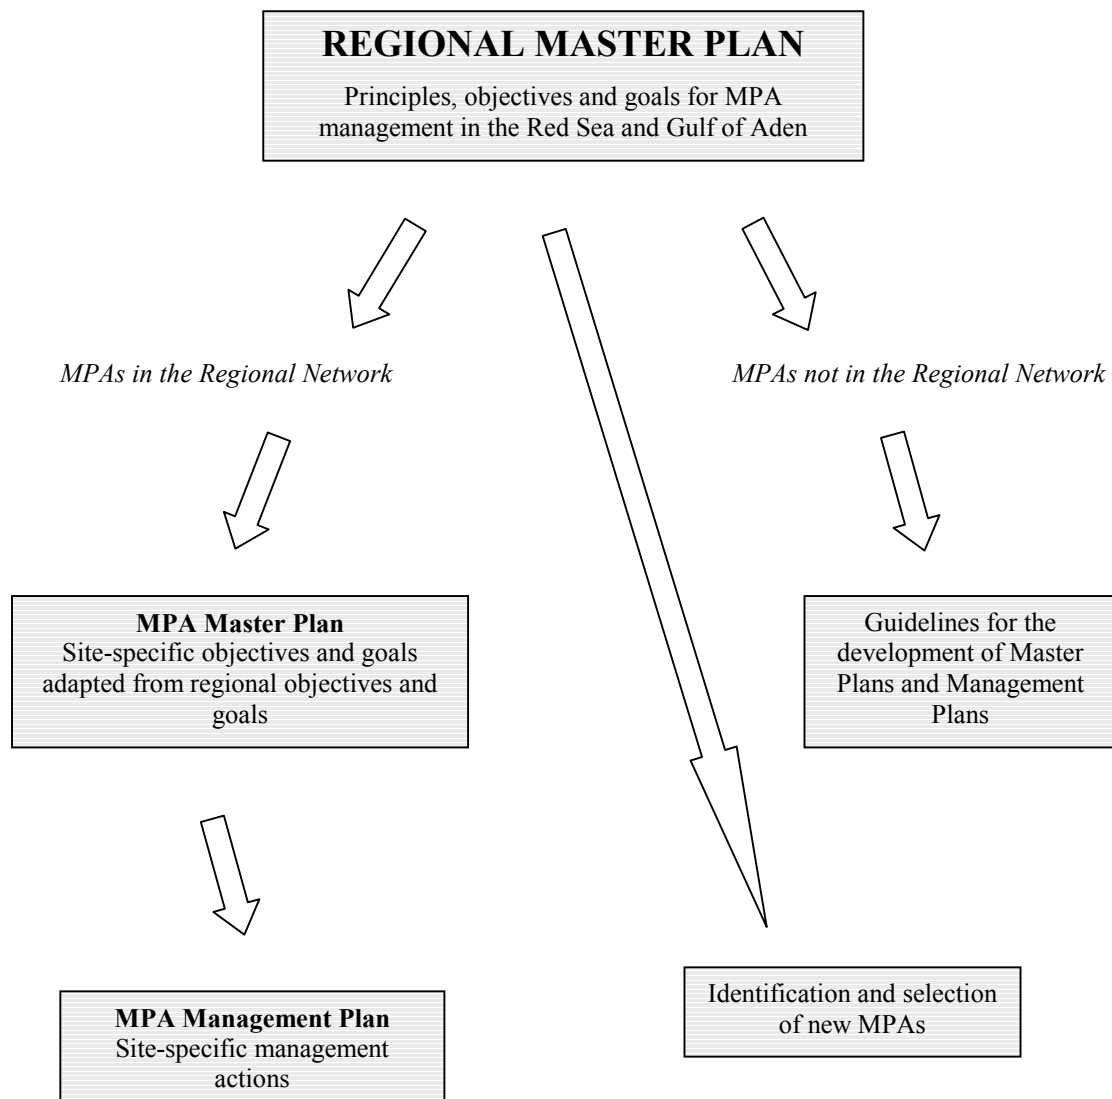 REGIONAL MASTER PLAN
Principles, objectives and goals for MPA
management in the Red Sea and Gulf of Aden
MPAs in the Regional Network
MPAs not in the Regional Network
MPA Master Plan
Site-specific objectives and goals
adapted from regional objectives and
goals
Guidelines for the
development of Master
Plans and Management
Plans
MPA Management Plan
Site-specific management
actions
Identification and selection
of new MPAs